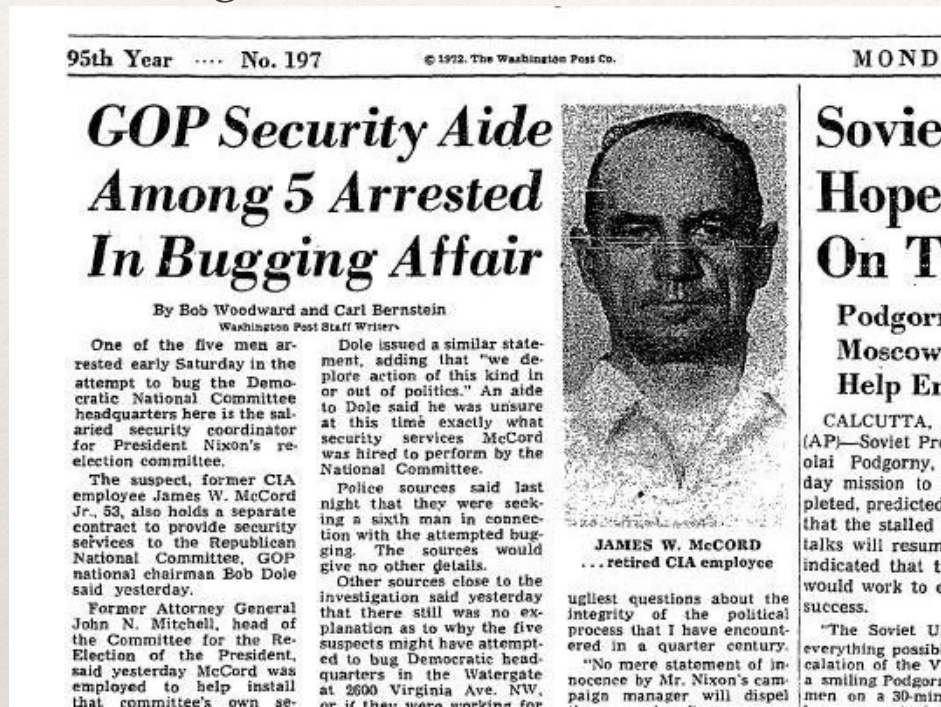 95th Year .... No. 197
© 1972. The Washington Post Co.
MOND
GOP Security Aide
Among 5 Arrested
In Bugging Affair
By Bob Woodward and Carl Bernstein
Washington Post Staff Writers
One of the five men ar-
rested early Saturday in the
attempt to bug the Demo-
cratic National Committee
headquarters here is the sal-
aried security coordinator
for President Nixon's re-
election committee.
The suspect, former CIA
employee James W. McCord
Jr., 53, also holds a separate
contract to provide security
services to the Republican
National Committee, GOP
national chairman Bob Dole
said yesterday.
Former Attorney General
John N. Mitchell, head of
the Committee for the Re-
Election of the President,
said yesterday McCord was
employed to help install
that committee's own se-
Dole issued a similar state-
ment, adding that "we de-
plore action of this kind in
or out of politics." An aide
to Dole said he was unsure
at this time exactly what
security services McCord
was hired to perform by the
National Committee.
Police sources said last
night that they were seek-
ing a sixth man in connec-
tion with the attempted bug-
ging. The sources would
give no other details.
Other sources close to the
investigation said yesterday
that there still was no ex-
planation as to why the five
suspects might have attempt-
ed to bug Democratic head-
quarters in the Watergate
at 2600 Virginia Ave. NW,
or if they were working for
JAMES W. McCORD
...retired CIA employee
ugliest questions about the
integrity of the political
process that I have encount-
ered in a quarter century.
"No mere statement of in-
nocence by Mr. Nixon's cam-
paign manager will dispel
Sovie
Hope
On T
Podgorn
Moscow
Help En
CALCUTTA,
(AP)—Soviet Pre
olai Podgorny,
day mission to
pleted, predicted
that the stalled
talks will resum
indicated that t
would work to
success.
"The Soviet U
everything possib
calation of the V
a smiling Podgorn
men on a 30-min